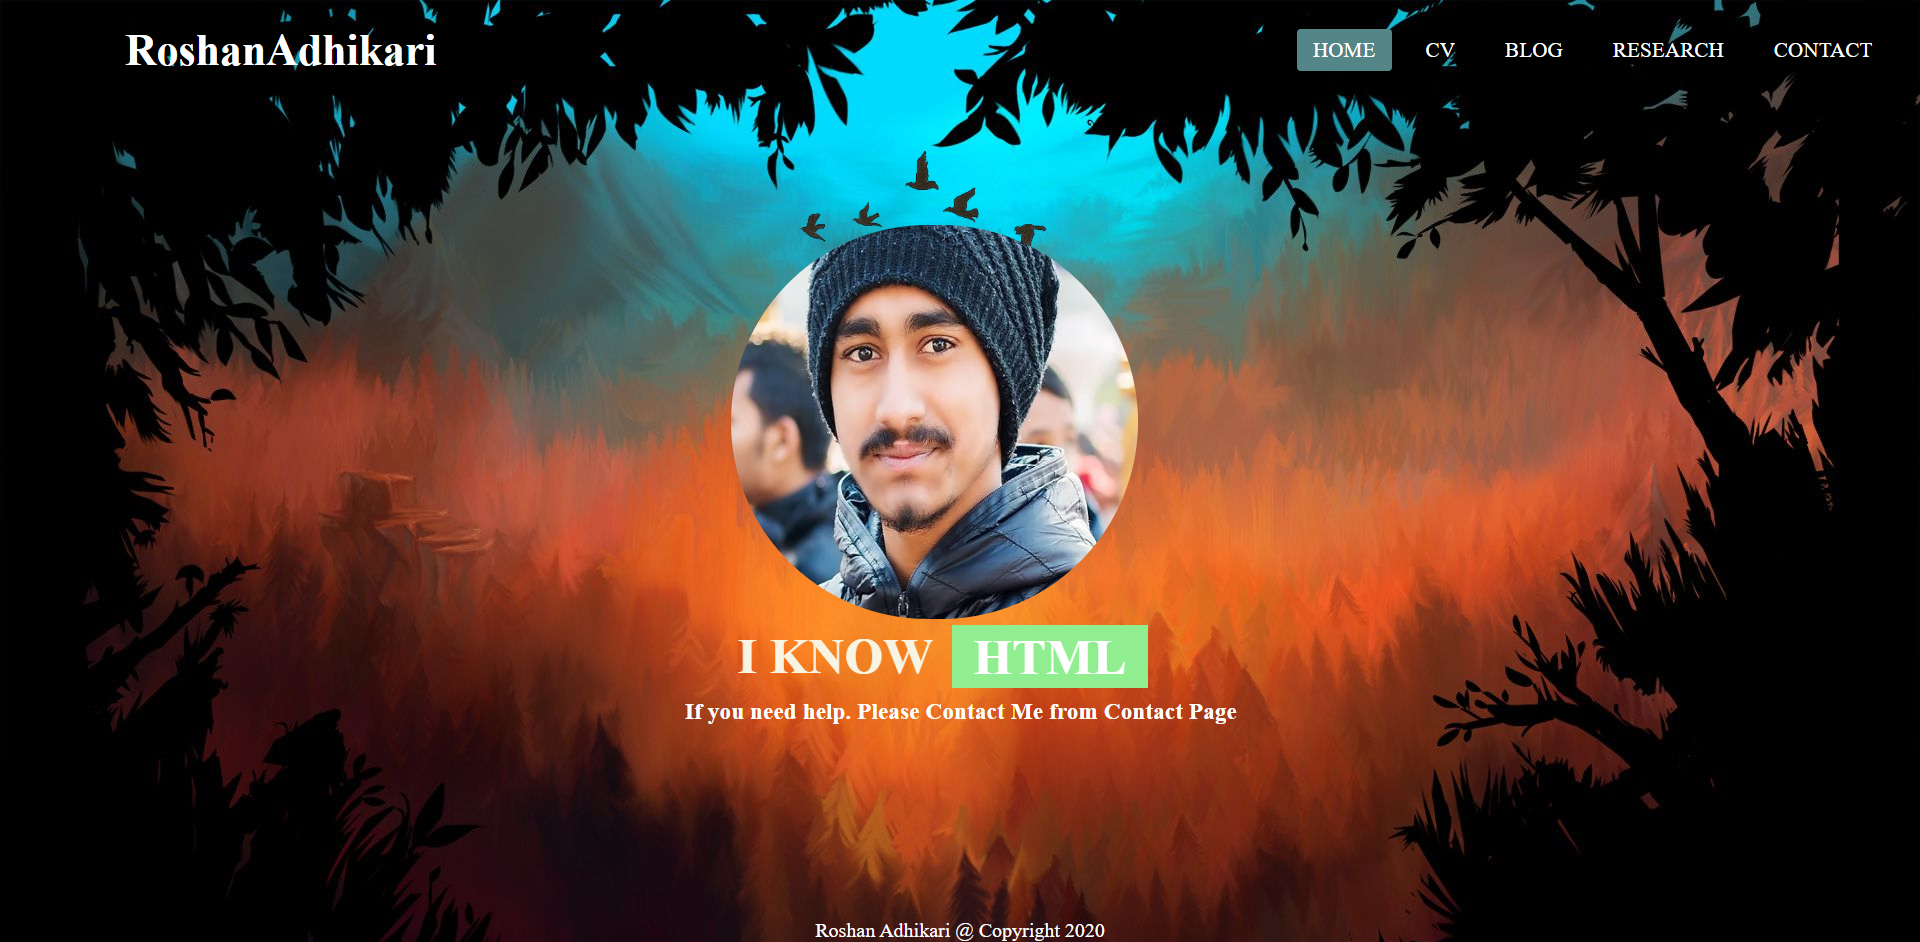 RoshanAdhikari
HOME CV BLOG RESEARCH CONTACT
I KNOW HTML
If you need help. Please Contact Me from Contact Page
Roshan Adhikari @ Copyright 2020